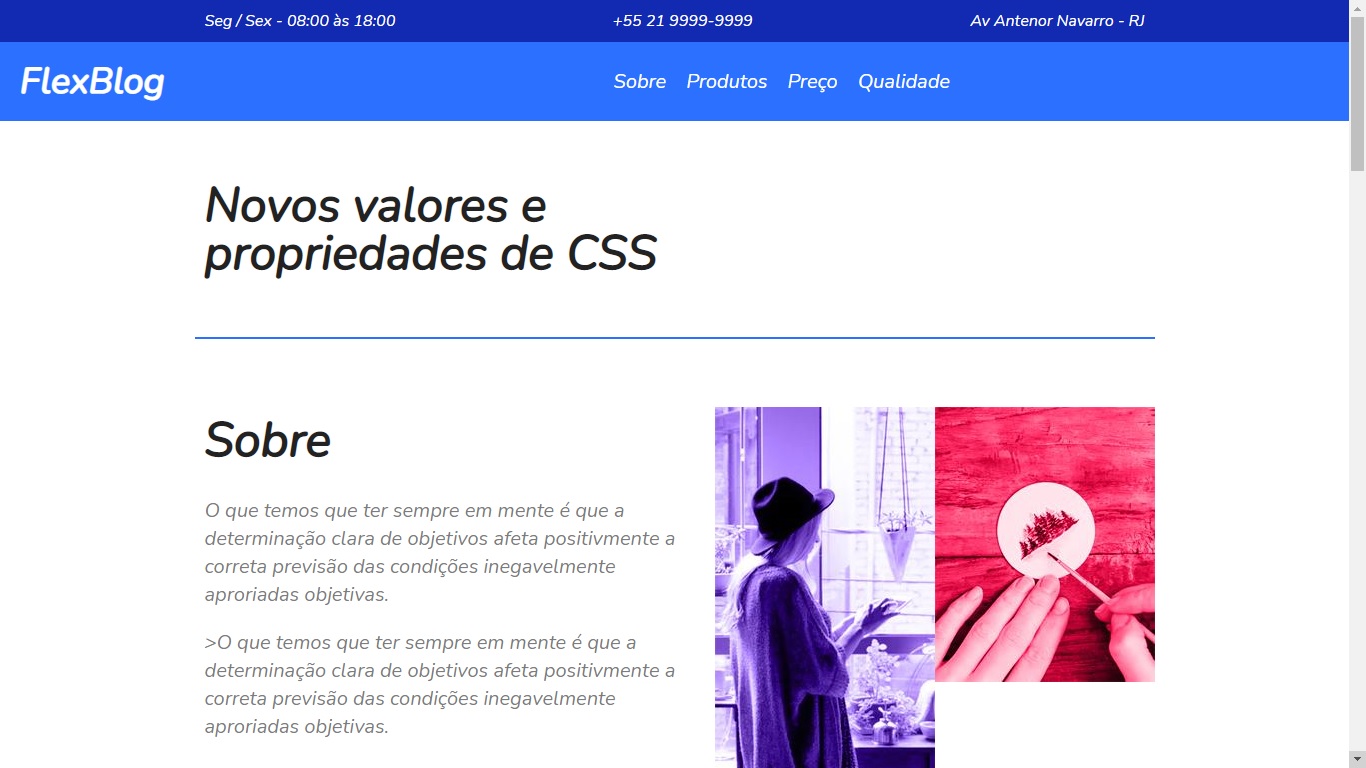 Seg / Sex - 08:00 às 18:00
+55 21 9999-9999
Av Antenor Navarro - RJ
FlexBlog
Sobre Produtos Preço Qualidade
Novos valores e
propriedades de CSS
Sobre
O que temos que ter sempre em mente é que a
determinação clara de objetivos afeta positivmente a
correta previsão das condições inegavelmente
aproriadas objetivas.
>O que temos que ter sempre em mente é que a
determinação clara de objetivos afeta positivmente a
correta previsão das condições inegavelmente
aproriadas objetivas.